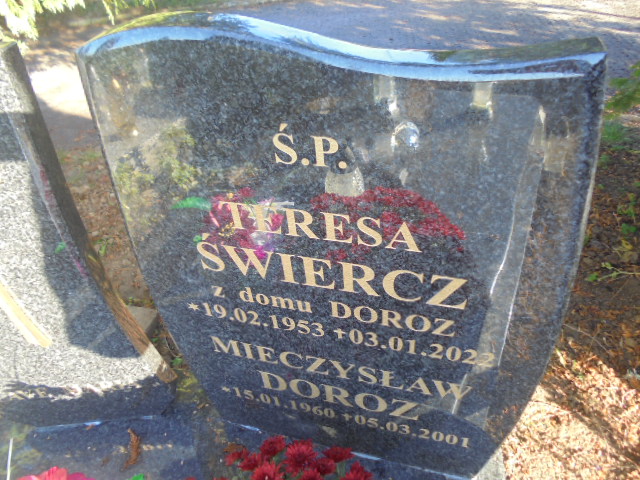 Ś.P.
TERESA
ŚWIERCZ
z domu DOROZ
*19.02.1953 +03.01.2022
MIECZYSŁAW
DOROZ
*15.01.1960 +05.03.2001